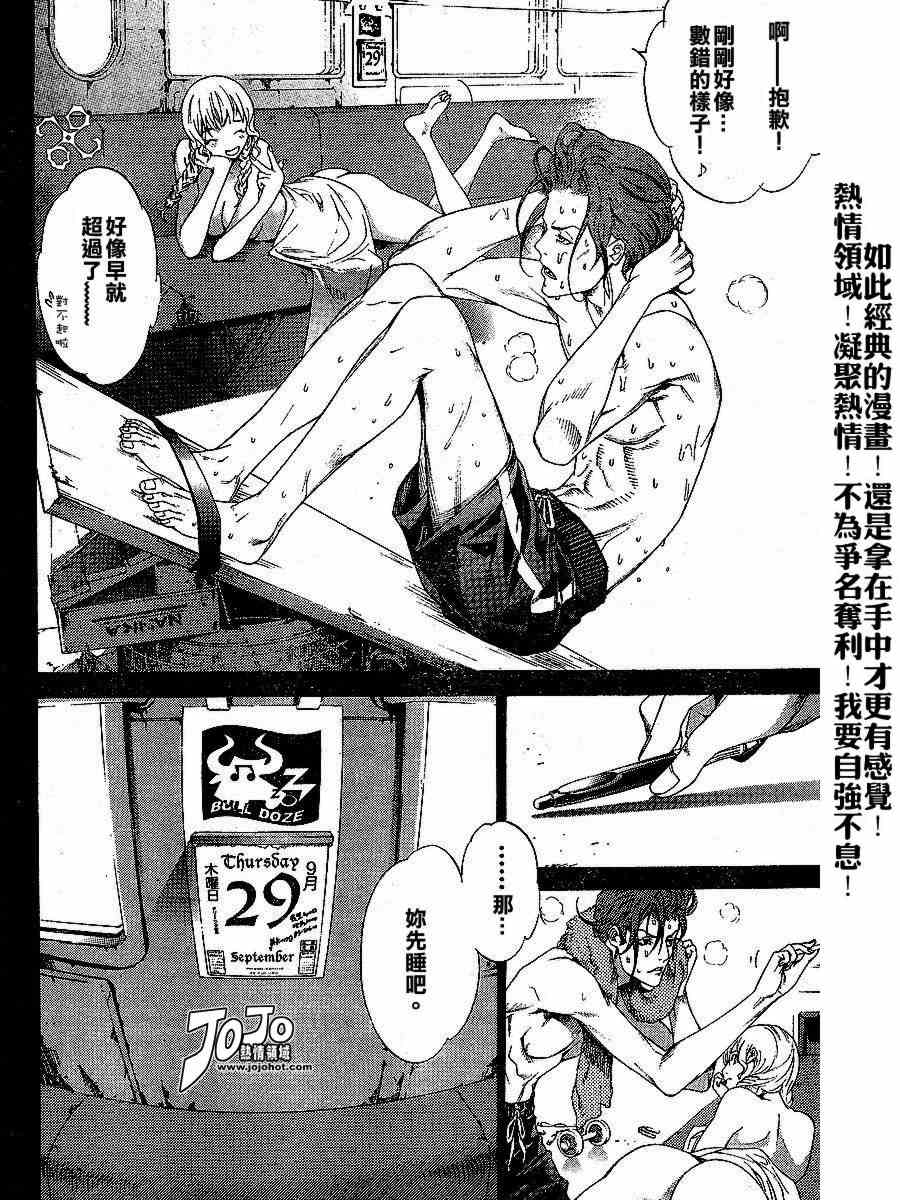 啊——抱歉！
剛剛好像…
數錯的樣子！♪
Thursday
29
好像早就
超過了~~~~
對不起啦
如此經典的漫畫！還是拿在手中才更有感覺！
熱情領域！凝聚熱情！不為爭名奪利！我要自強不息！
BULL DOZE
Thursday
9月
木曜日
29
September
……那…
妳先睡吧。
JOJO
熱情領域
www.jojohot.com